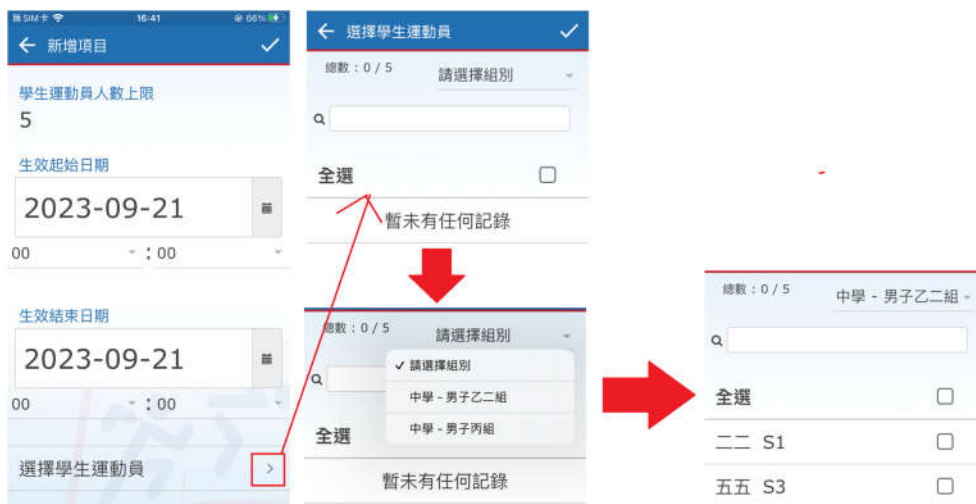 無SIM卡 16:41 66%
新增項目
學生運動員人數上限
5
生效起始日期
2023-09-21
00 : 00
生效結束日期
2023-09-21
00 : 00
選擇學生運動員
選擇學生運動員
總數：0 / 5 請選擇組別
全選
暫未有任何記錄
總數：0 / 5 請選擇組別
✓ 請選擇組別
中學 - 男子乙二組
中學 - 男子丙組
全選
暫未有任何記錄
總數：0 / 5 中學 - 男子乙二組
全選
二二 S1
五五 S3